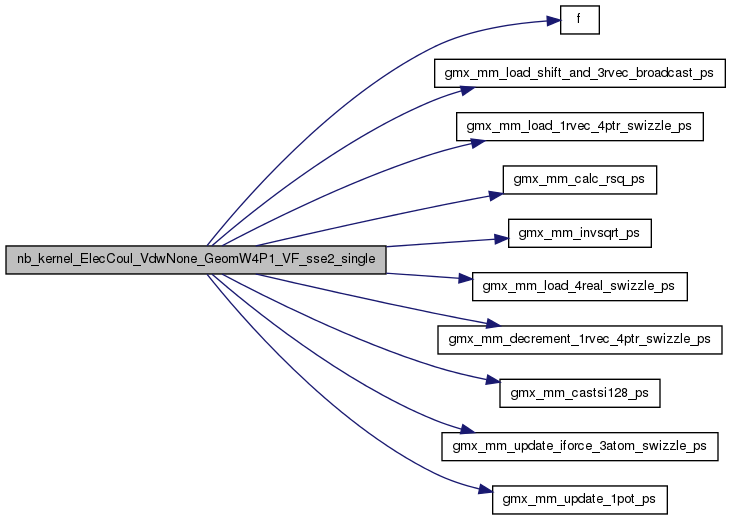 f
gmx_mm_load_shift_and_3rvec_broadcast_ps
gmx_mm_load_1rvec_4ptr_swizzle_ps
gmx_mm_calc_rsq_ps
gmx_mm_invsqrt_ps
nb_kernel_ElecCoul_VdwNone_GeomW4P1_VF_sse2_single
gmx_mm_load_4real_swizzle_ps
gmx_mm_decrement_1rvec_4ptr_swizzle_ps
gmx_mm_castsi128_ps
gmx_mm_update_iforce_3atom_swizzle_ps
gmx_mm_update_1pot_ps